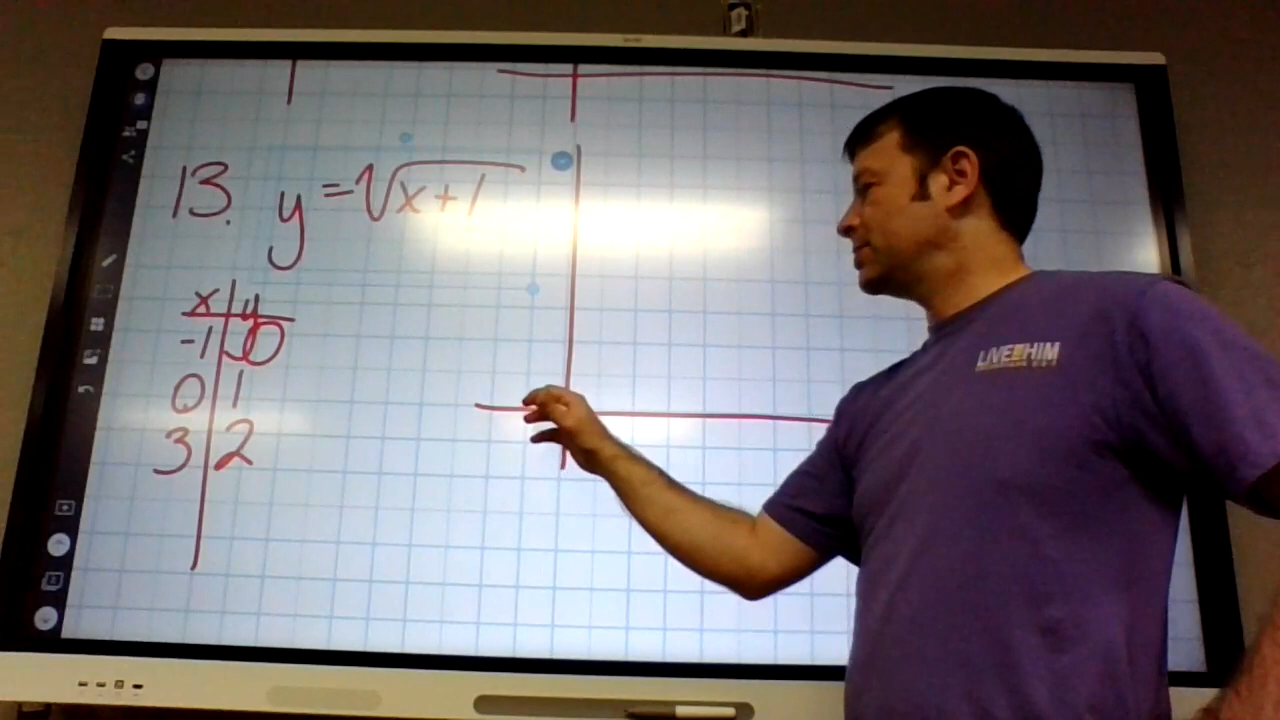 13. y = √x+1
x | y
-1 | 0
0 | 1
3 | 2
LIVE HIM